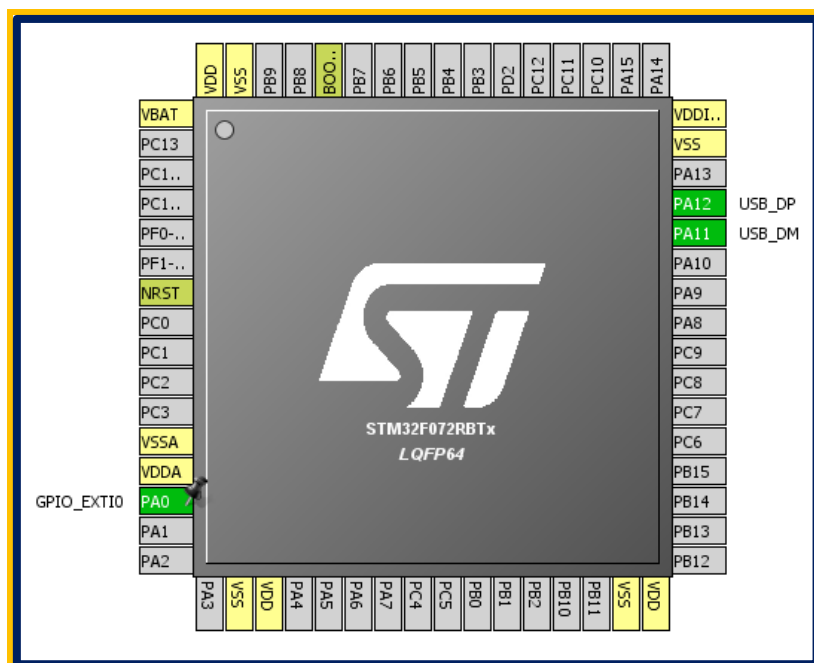 VDD VSS PB9 PB8 BOO.. PB7 PB6 PB5 PB4 PB3 PD2 PC12 PC11 PC10 PA15 PA14
VBAT
PC13
PC1..
PC1..
PF0-..
PF1-..
NRST
PC0
PC1
PC2
PC3
VSSA
VDDA
GPIO_EXTI0 PA0
PA1
PA2
ST
STM32F072RBTx
LQFP64
VDDI..
VSS
PA13
PA12 USB_DP
PA11 USB_DM
PA10
PA9
PA8
PC9
PC8
PC7
PC6
PB15
PB14
PB13
PB12
PA3 VSS VDD PA4 PA5 PA6 PA7 PC4 PC5 PB0 PB1 PB2 PB10 PB11 VSS VDD